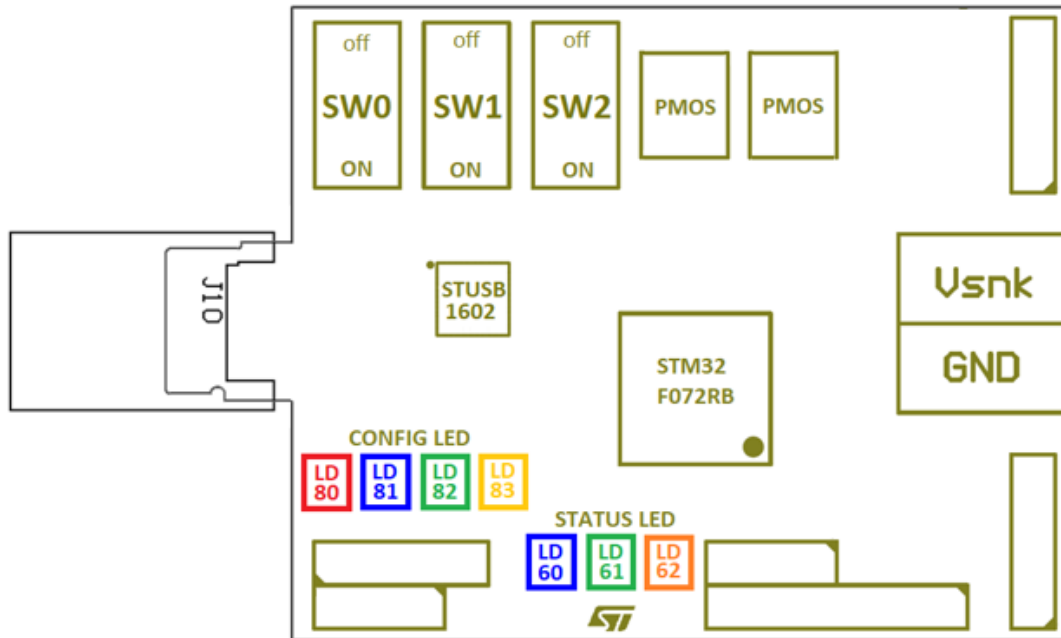 off
off
off
SW0
SW1
SW2
PMOS
PMOS
ON
ON
ON
J10
STUSB
1602
Vsnk
GND
STM32
F072RB
CONFIG LED
LD
80
LD
81
LD
82
LD
83
STATUS LED
LD
60
LD
61
LD
62
ST